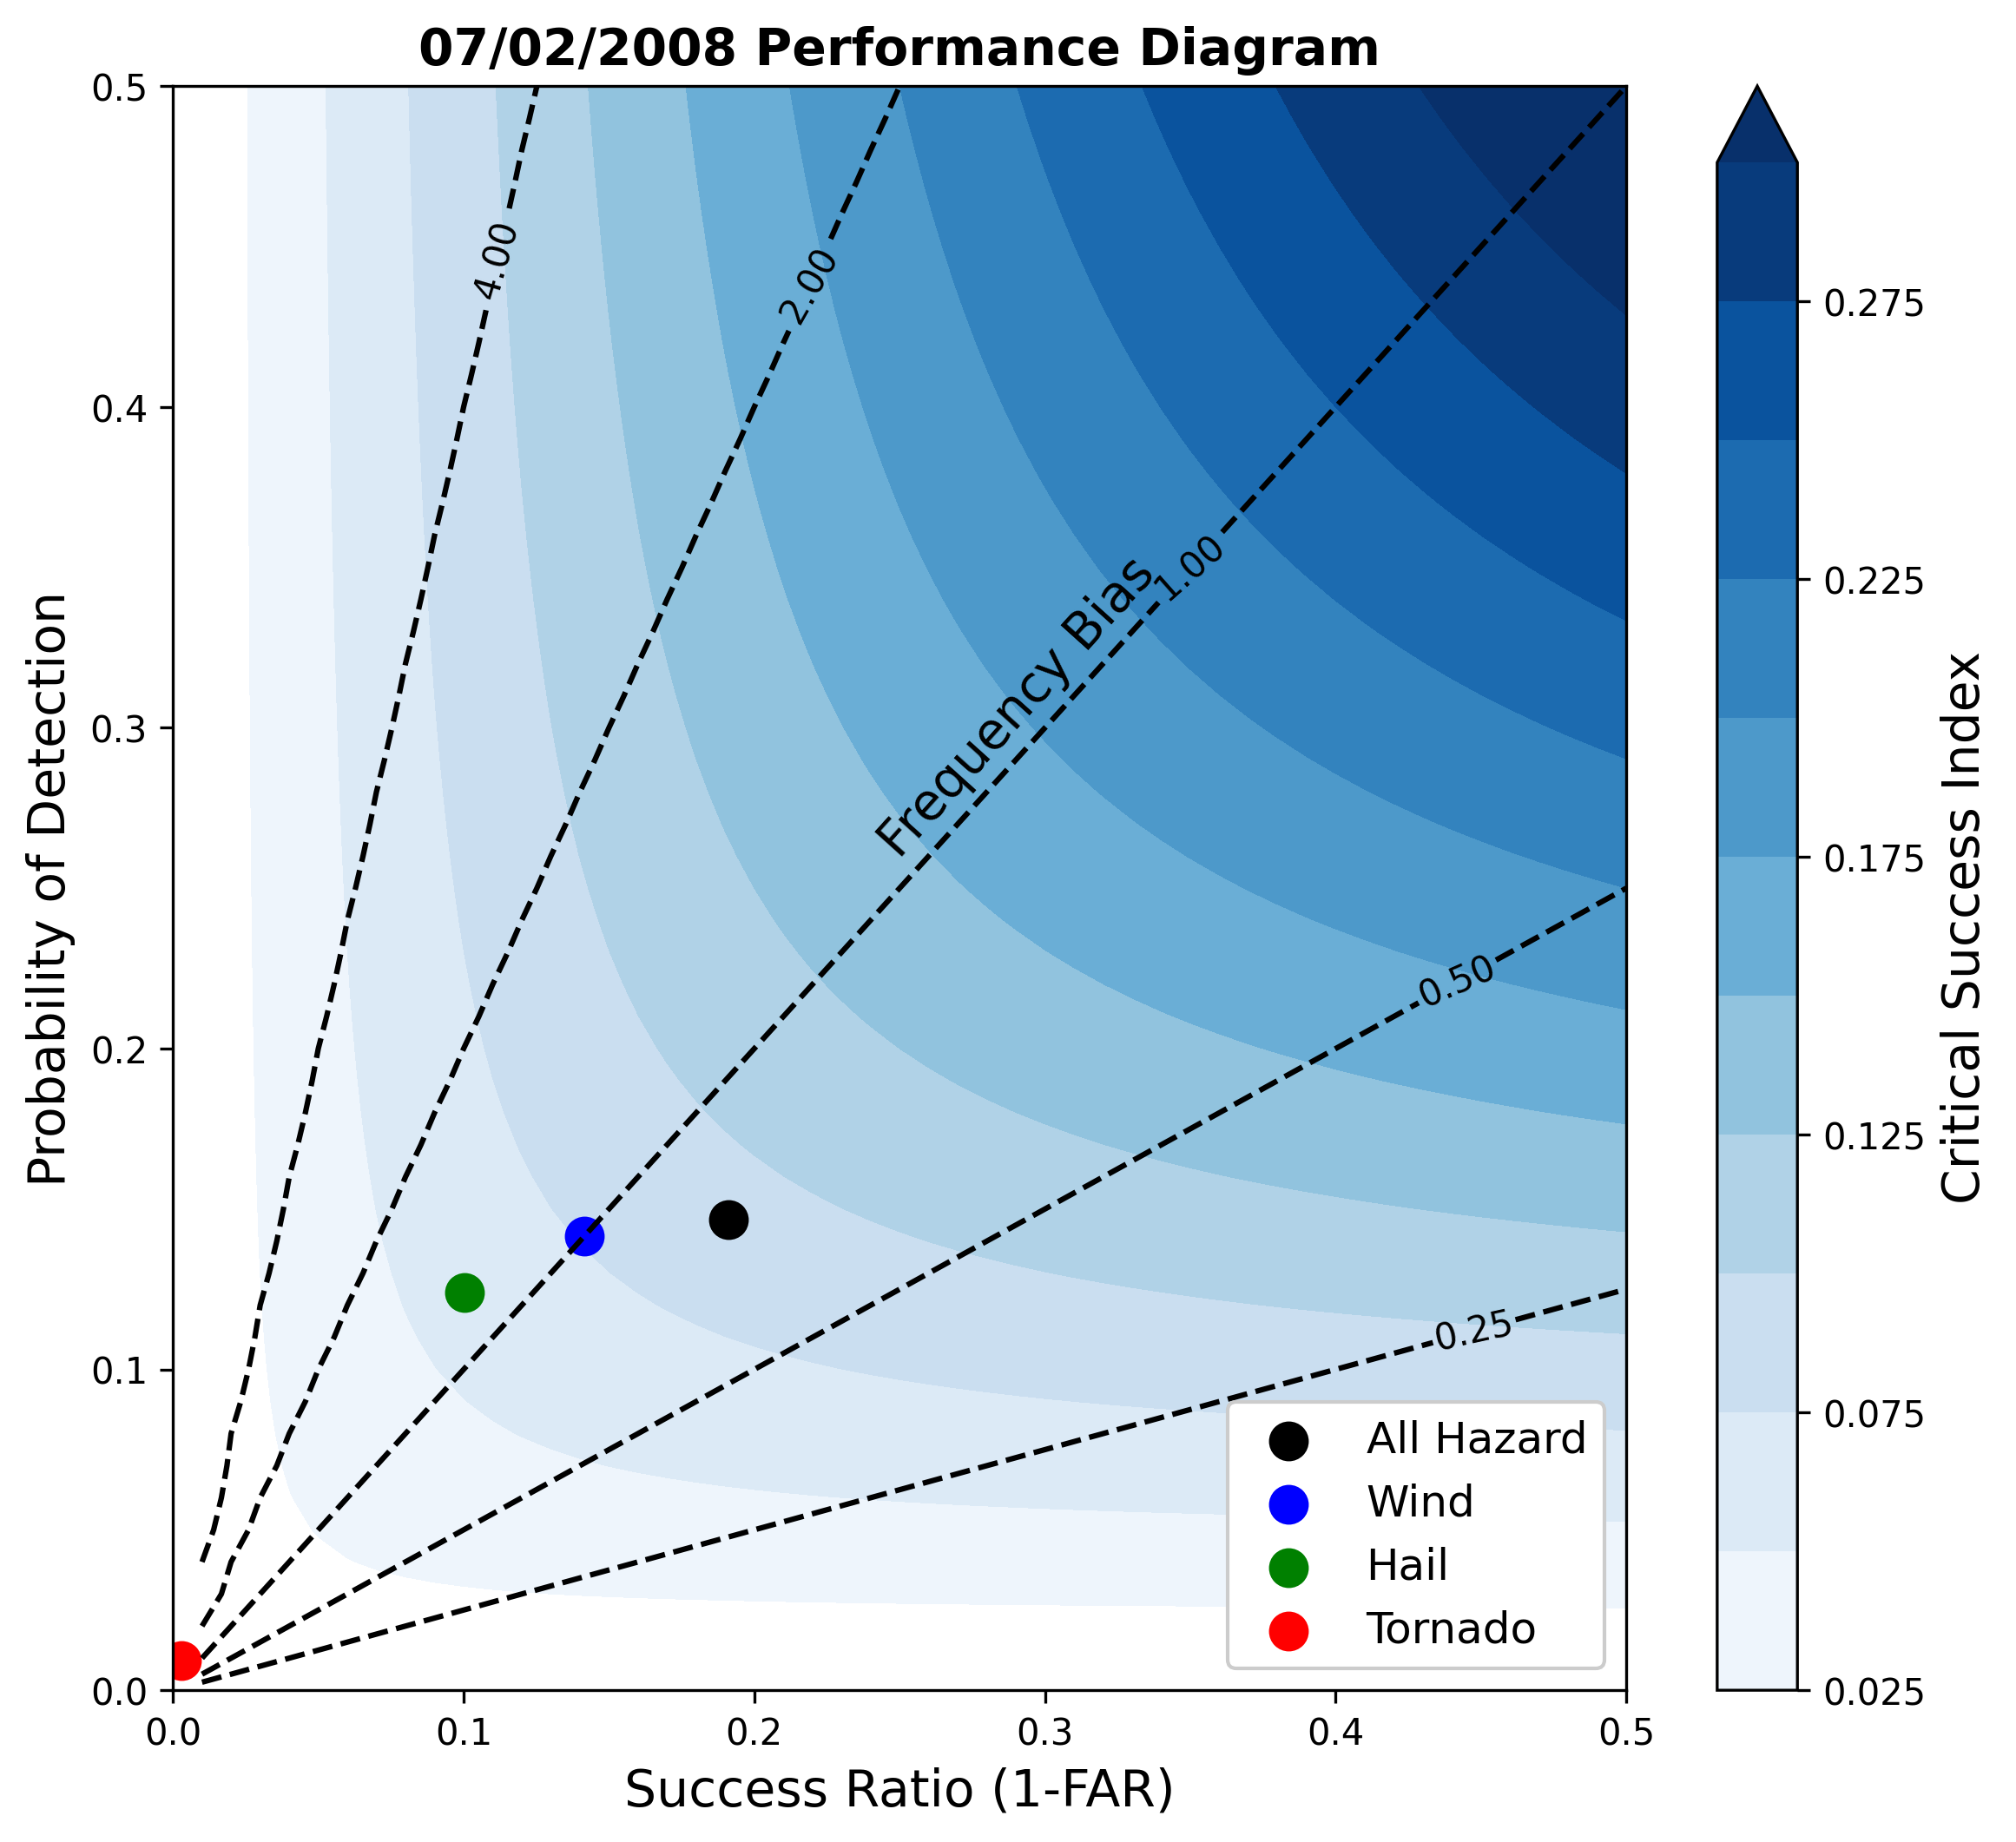 07/02/2008 Performance Diagram
Probability of Detection
0.5
0.4
0.3
0.2
0.1
0.0
4.00
2.00
1.00
Frequency Bias
0.50
0.25
All Hazard
Wind
Hail
Tornado
0.0
0.1
0.2
0.3
0.4
0.5
Success Ratio (1-FAR)
0.275
0.225
0.175
0.125
0.075
0.025
Critical Success Index